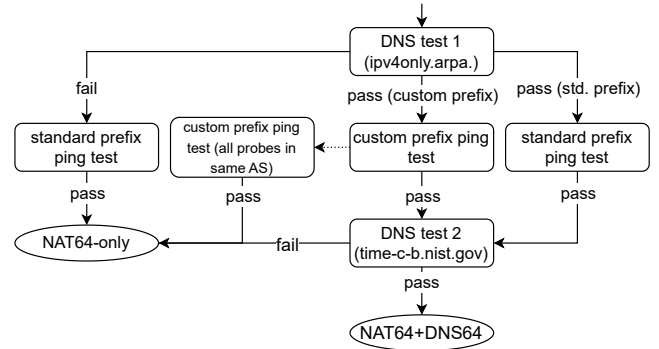 DNS test 1
(ipv4only.arpa.)
fail
pass (custom prefix)
pass (std. prefix)
standard prefix
ping test
custom prefix ping
test (all probes in
same AS)
custom prefix ping
test
standard prefix
ping test
pass
pass
pass
pass
NAT64-only
fail
DNS test 2
(time-c-b.nist.gov)
pass
NAT64+DNS64